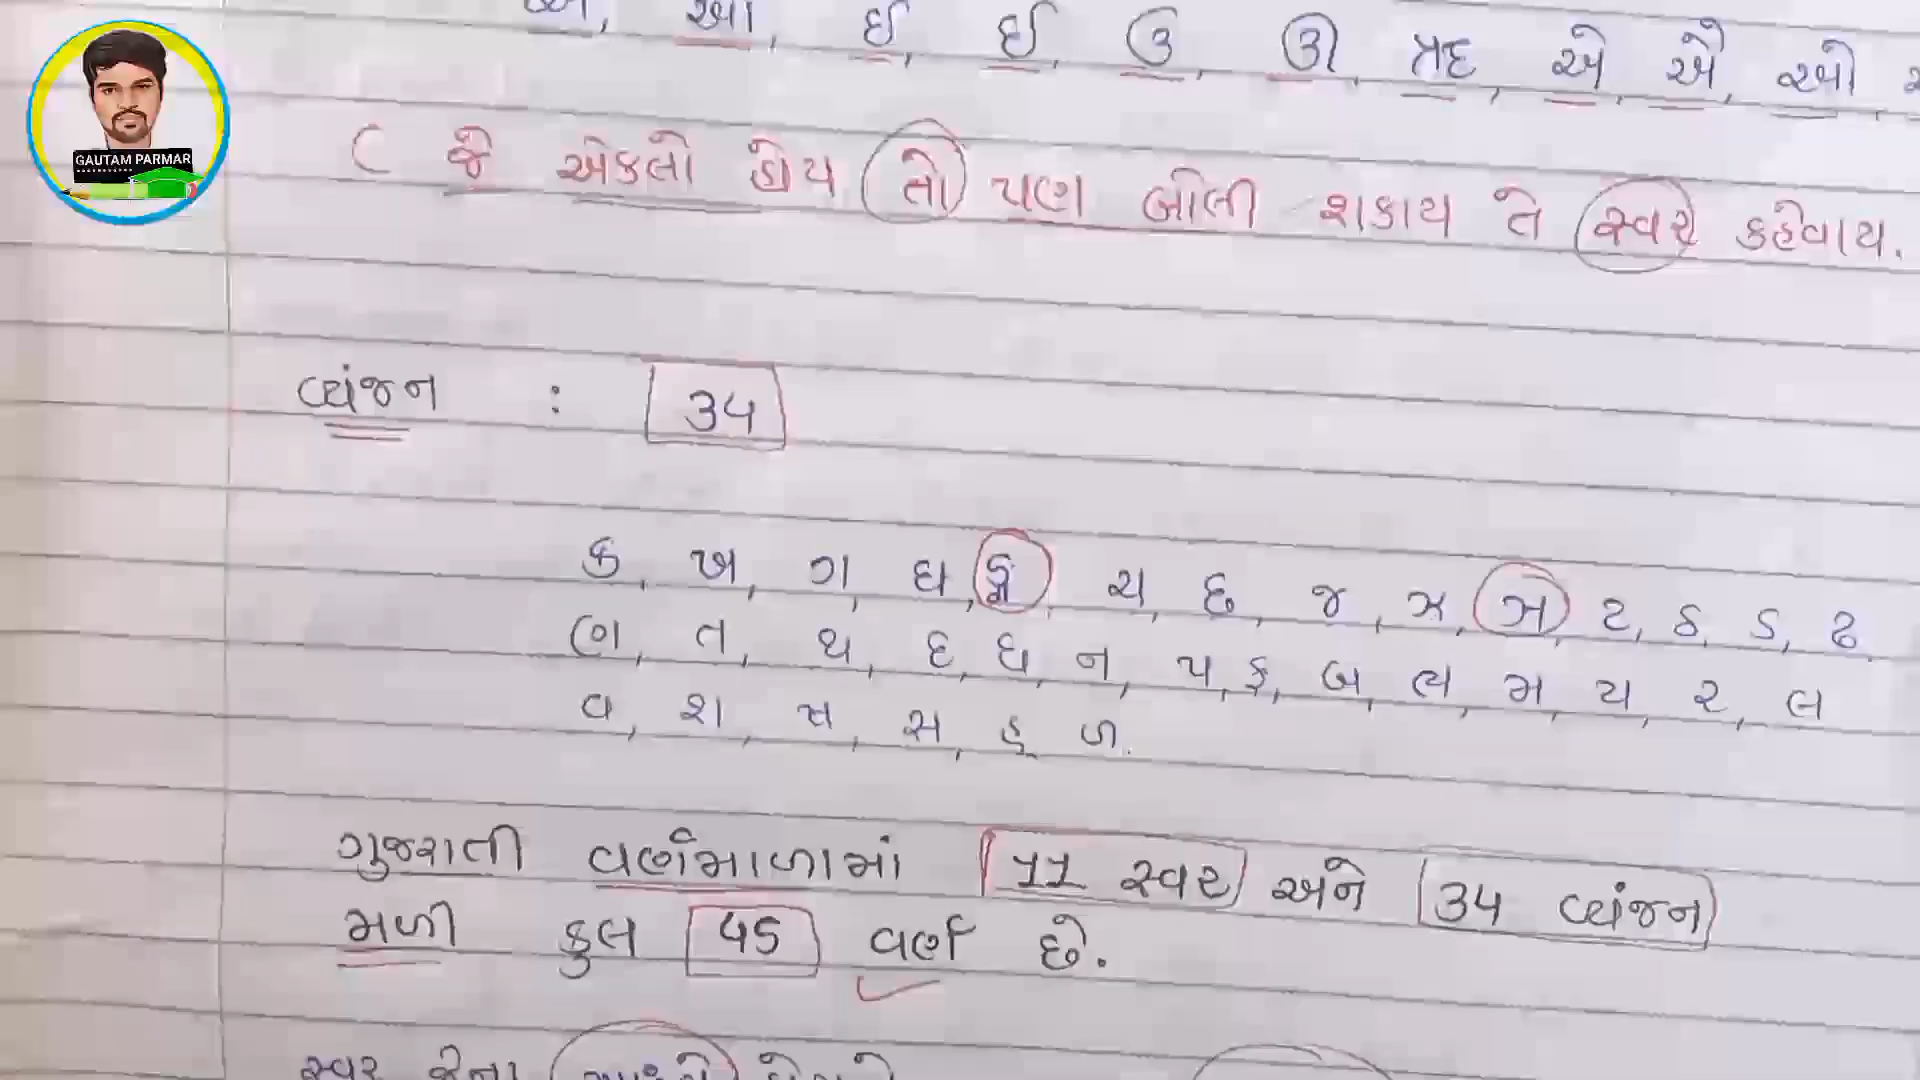 અ, આ, ઈ, ઈ, ઉ, ઊ, ઋ, એ, ઐ, ઓ
GAUTAM PARMAR
( જે એકલો હોય તો પણ બોલી શકાય તે સ્વર કહેવાય.
વ્યંજન : 34
ક, ખ, ગ, ઘ, ઙ, ચ, છ, જ, ઝ, ઞ, ટ, ઠ, ડ, ઢ
ણ, ત, થ, દ, ધ, ન, પ, ફ, બ, ભ, મ, ય, ર, લ
વ, શ, ષ, સ, હ, ળ.
ગુજરાતી વર્ણમાળામાં 11 સ્વર અને 34 વ્યંજન
મળી કુલ 45 વર્ણ છે.
સ્વર